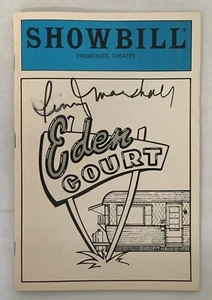 SHOWBILL
PROMENADE THEATRE
Penny Marshall
Eden
COURT